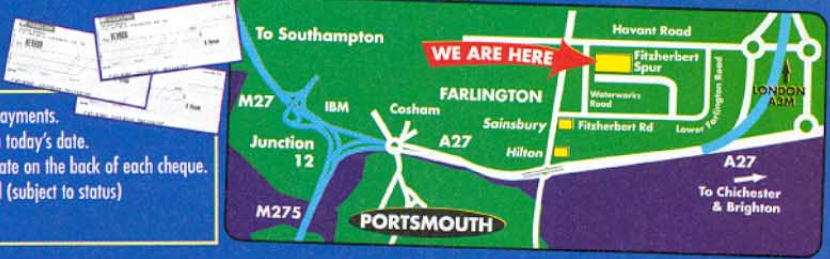 ayments.
today's date.
ate on the back of each cheque.
(subject to status)
To Southampton
WE ARE HERE
Havant Road
Fitzherbert
Spur
Waterworks
Road
Lower Farlington Road
LONDON
A3M
M27
IBM
Cosham
FARLINGTON
Sainsbury
Fitzherbert Rd
Hilton
Junction
12
A27
A27
To Chichester
& Brighton
M275
PORTSMOUTH